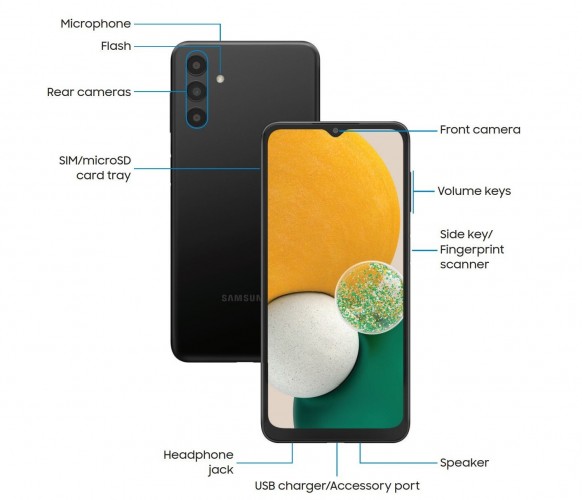 Microphone
Flash
Rear cameras
SIM/microSD
card tray
Front camera
Volume keys
Side key/
Fingerprint
scanner
SAMSUN
Headphone
jack
USB charger/Accessory port
Speaker